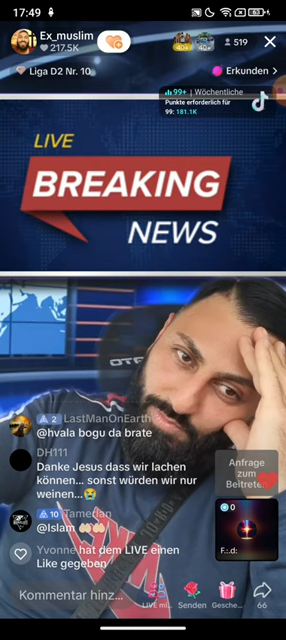 17:49
Ex_muslim
217.5K
519
Liga D2 Nr. 10
Erkunden >
99+ | Wöchentliche
Punkte erforderlich für
99: 181.1K
LIVE
BREAKING
NEWS
2 LastManOnEarth
@hvala bogu da brate
DH111
Danke Jesus dass wir lachen
können... sonst würden wir nur
weinen...😭
10 Tamerlan
@Islam 🤲🏼🤲🏼
Yvonne hat dem LIVE einen
Like gegeben
Anfrage
zum
Beitreten
0
F.:.d:
Kommentar hinz...
LIVE mi...
Senden
Gesche...
66